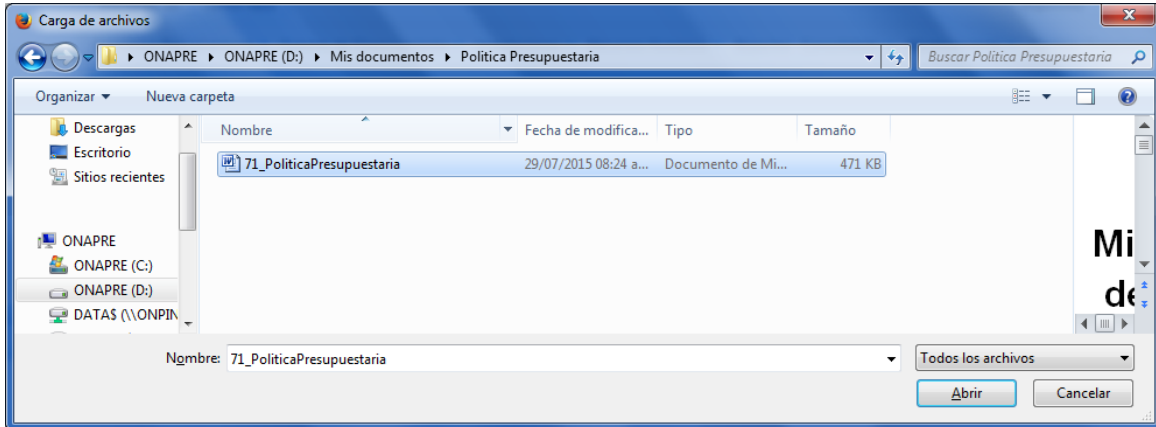 Carga de archivos
x
ONAPRE ▸ ONAPRE (D:) ▸ Mis documentos ▸ Politica Presupuestaria
Buscar Politica Presupuestaria
Organizar Nueva carpeta
Descargas
Escritorio
Sitios recientes
ONAPRE
ONAPRE (C:)
ONAPRE (D:)
DATA$ (\\ONPIN
Nombre Fecha de modifica... Tipo Tamaño
71_PoliticaPresupuestaria 29/07/2015 08:24 a... Documento de Mi... 471 KB
Mi
de
Nombre: 71_PoliticaPresupuestaria
Todos los archivos
Abrir Cancelar